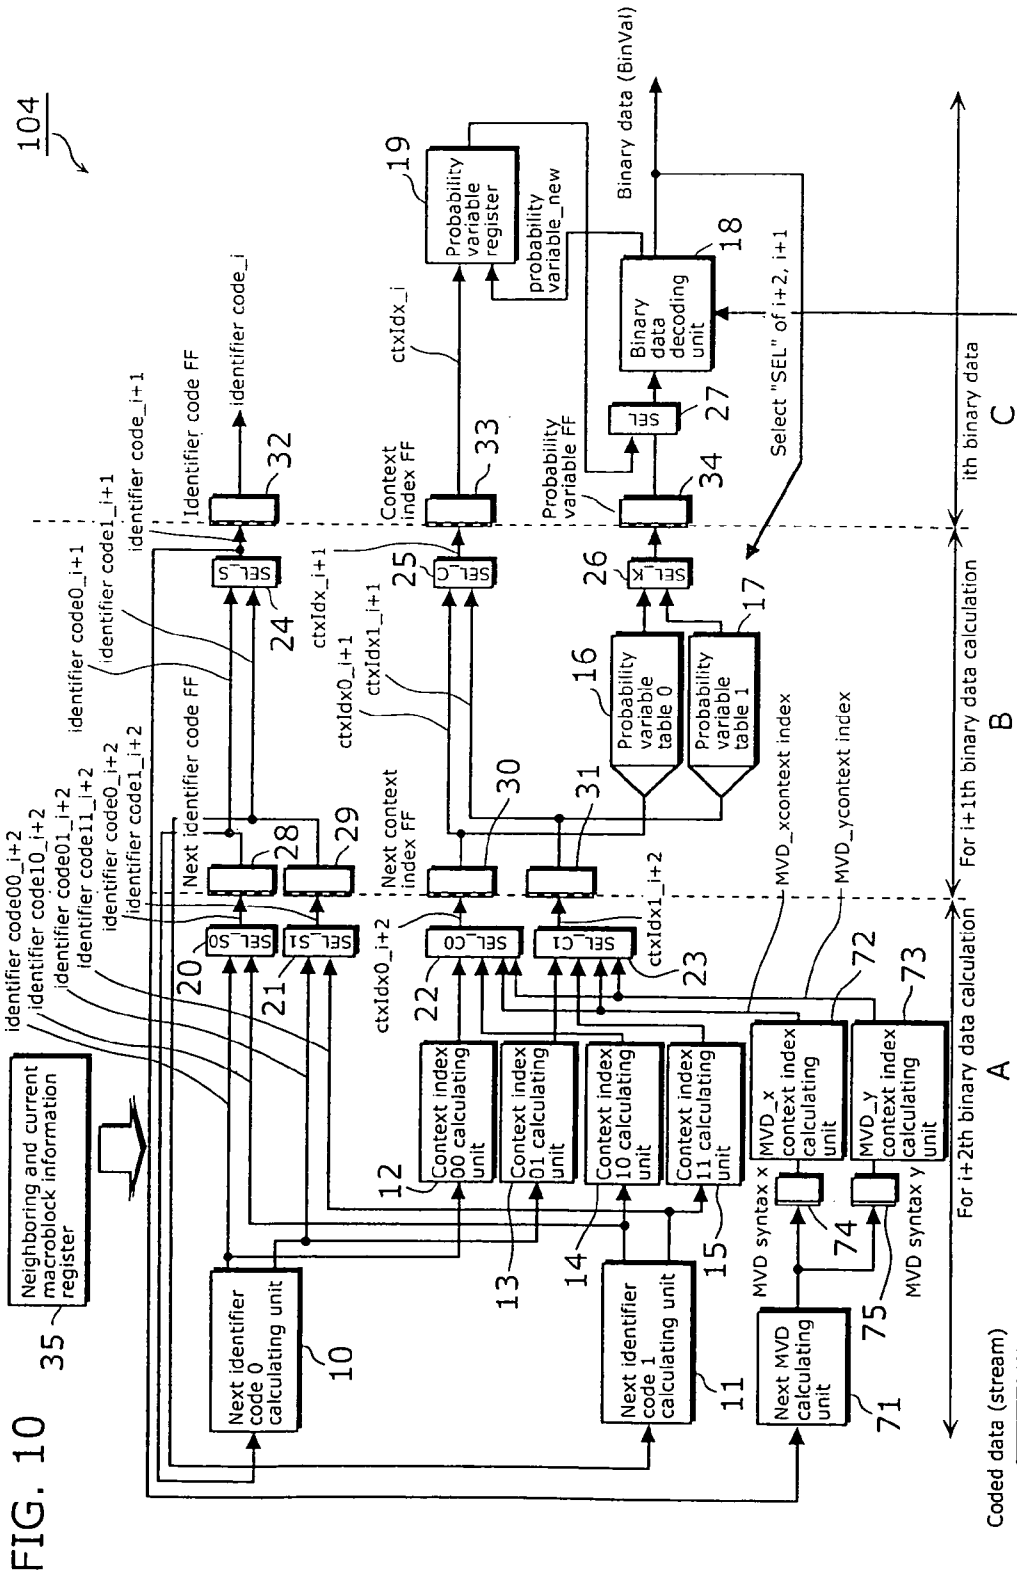 FIG. 10
104
35
Neighboring and current
macroblock information
register
identifier code00_i+2
identifier code10_i+2
identifier code01_i+2
identifier code11_i+2
identifier code0_i+2
identifier code1_i+2
Next identifier code FF
identifier code0_i+1
identifier code1_i+1
identifier code_i+1
Identifier code FF
identifier code_i
20
SEL_S0
28
21
SEL_S1
29
24
SEL_S
32
Next identifier
code 0
calculating unit
10
12
Context index
00 calculating
unit
13
Context index
01 calculating
unit
14
Context index
10 calculating
unit
15
Context index
11 calculating
unit
Next identifier
code 1
calculating unit
11
ctxIdx0_i+2
22
SEL_C0
Next context
index FF
30
SEL_C1
23
31
ctxIdx1_i+2
ctxIdx0_i+1
ctxIdx1_i+1
ctxIdx_i+1
25
SEL_C
Context
index FF
33
ctxIdx_i
19
Probability
variable
register
probability
variable_new
16
Probability
variable
table 0
Probability
variable
table 1
17
26
SEL_K
Probability
variable FF
34
SEL
27
Binary
data
decoding
unit
18
Binary data (BinVal)
Select "SEL" of i+2, i+1
MVD_xcontext index
MVD_ycontext index
Next MVD
calculating
unit
71
MVD syntax x
74
75
MVD syntax y
MVD_x
context index
calculating
unit
72
MVD_y
context index
calculating
unit
73
For i+2th binary data calculation
For i+1th binary data calculation
ith binary data
A
B
C
Coded data (stream)